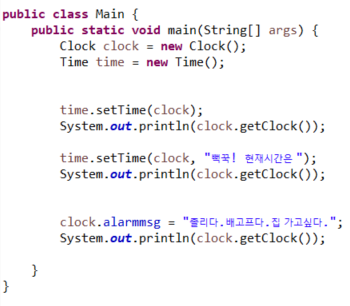 public class Main {
public static void main(String[] args) {
Clock clock = new Clock();
Time time = new Time();
time.setTime(clock);
System.out.println(clock.getClock());
time.setTime(clock, "뻐꾹! 현재시간은 ");
System.out.println(clock.getClock());
clock.alarmmsg = "졸리다.배고프다.집 가고싶다.";
System.out.println(clock.getClock());
}
}